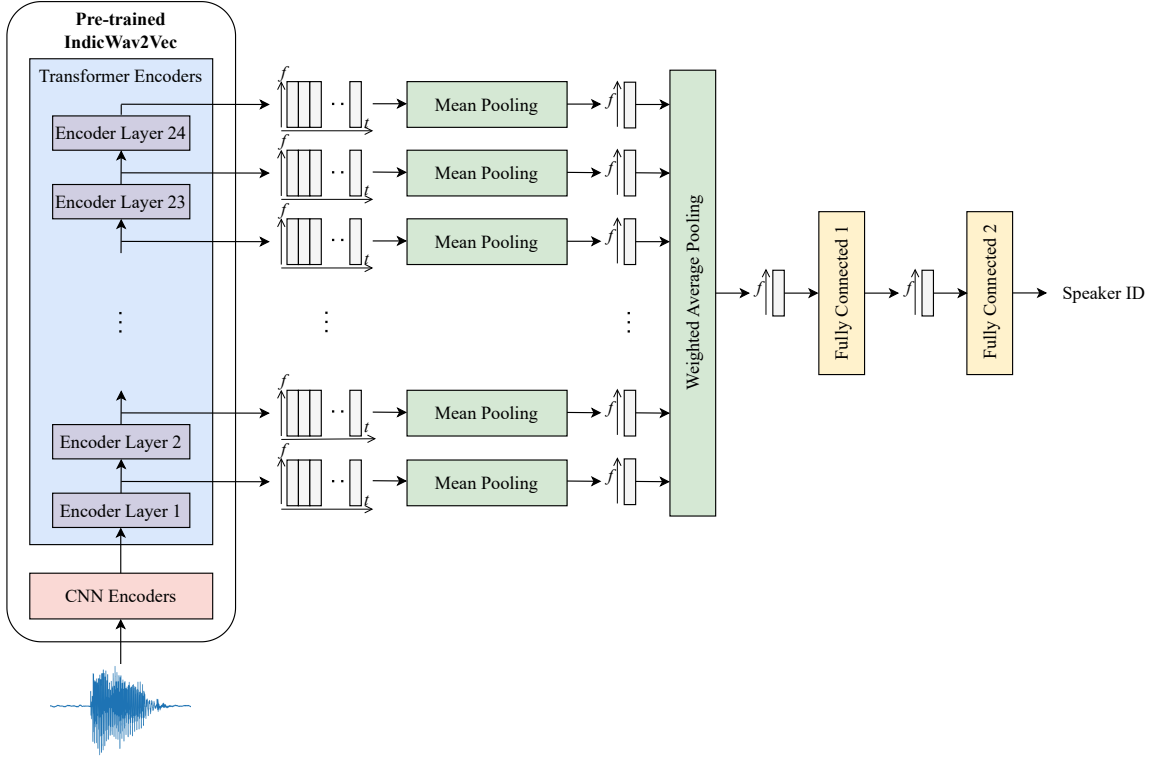 Pre-trained
IndicWav2Vec
Transformer Encoders
Encoder Layer 24
Encoder Layer 23
⋮
Encoder Layer 2
Encoder Layer 1
CNN Encoders
f
t
Mean Pooling
f
f
t
Mean Pooling
f
f
t
Mean Pooling
f
⋮
⋮
f
t
Mean Pooling
f
f
t
Mean Pooling
f
Weighted Average Pooling
f
Fully Connected 1
f
Fully Connected 2
Speaker ID